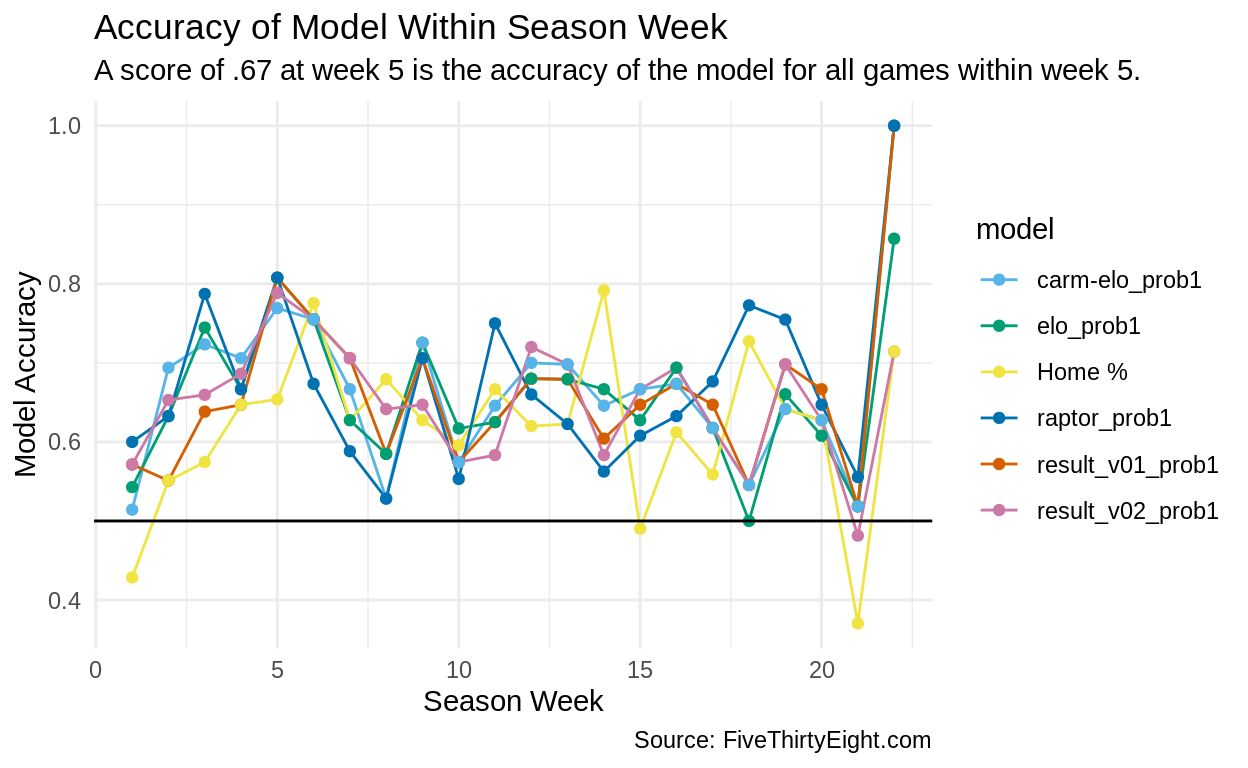 Accuracy of Model Within Season Week
A score of .67 at week 5 is the accuracy of the model for all games within week 5.
Model Accuracy
1.0
0.8
0.6
0.4
0
5
10
15
20
Season Week
model
carm-elo_prob1
elo_prob1
Home %
raptor_prob1
result_v01_prob1
result_v02_prob1
Source: FiveThirtyEight.com